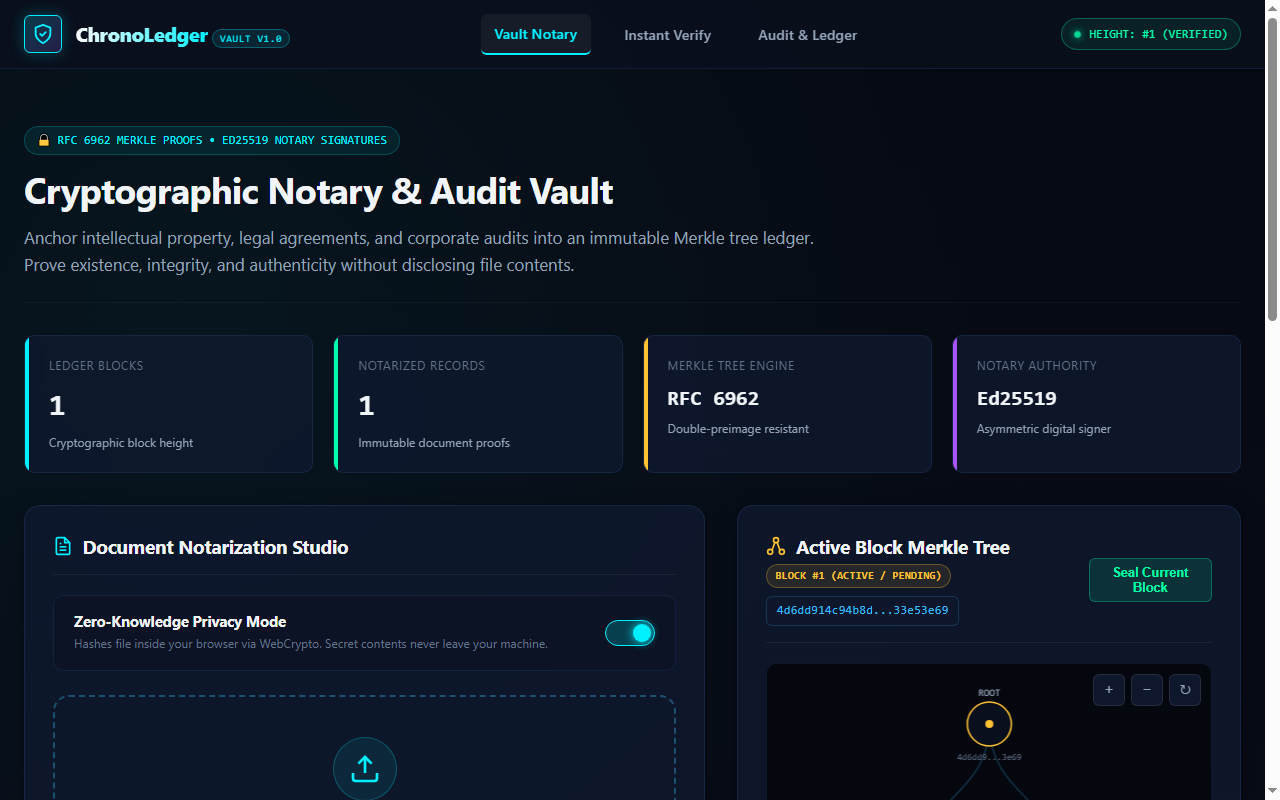 ChronoLedger VAULT V1.0
Vault Notary
Instant Verify
Audit & Ledger
HEIGHT: #1 (VERIFIED)
RFC 6962 MERKLE PROOFS • ED25519 NOTARY SIGNATURES
Cryptographic Notary & Audit Vault
Anchor intellectual property, legal agreements, and corporate audits into an immutable Merkle tree ledger.
Prove existence, integrity, and authenticity without disclosing file contents.
LEDGER BLOCKS
1
Cryptographic block height
NOTARIZED RECORDS
1
Immutable document proofs
MERKLE TREE ENGINE
RFC 6962
Double-preimage resistant
NOTARY AUTHORITY
Ed25519
Asymmetric digital signer
Document Notarization Studio
Zero-Knowledge Privacy Mode
Hashes file inside your browser via WebCrypto. Secret contents never leave your machine.
Active Block Merkle Tree
BLOCK #1 (ACTIVE / PENDING)
4d6dd914c94b8d...33e53e69
Seal Current
Block
+
−
↻
ROOT
4d6dd9...3e69